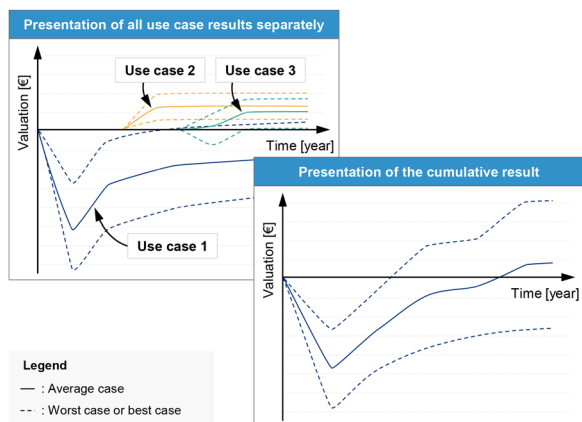 Presentation of all use case results separately
Valuation [€]
Use case 2
Use case 3
Time [year]
Use case 1
Presentation of the cumulative result
Valuation [€]
Time [year]
Legend
: Average case
: Worst case or best case